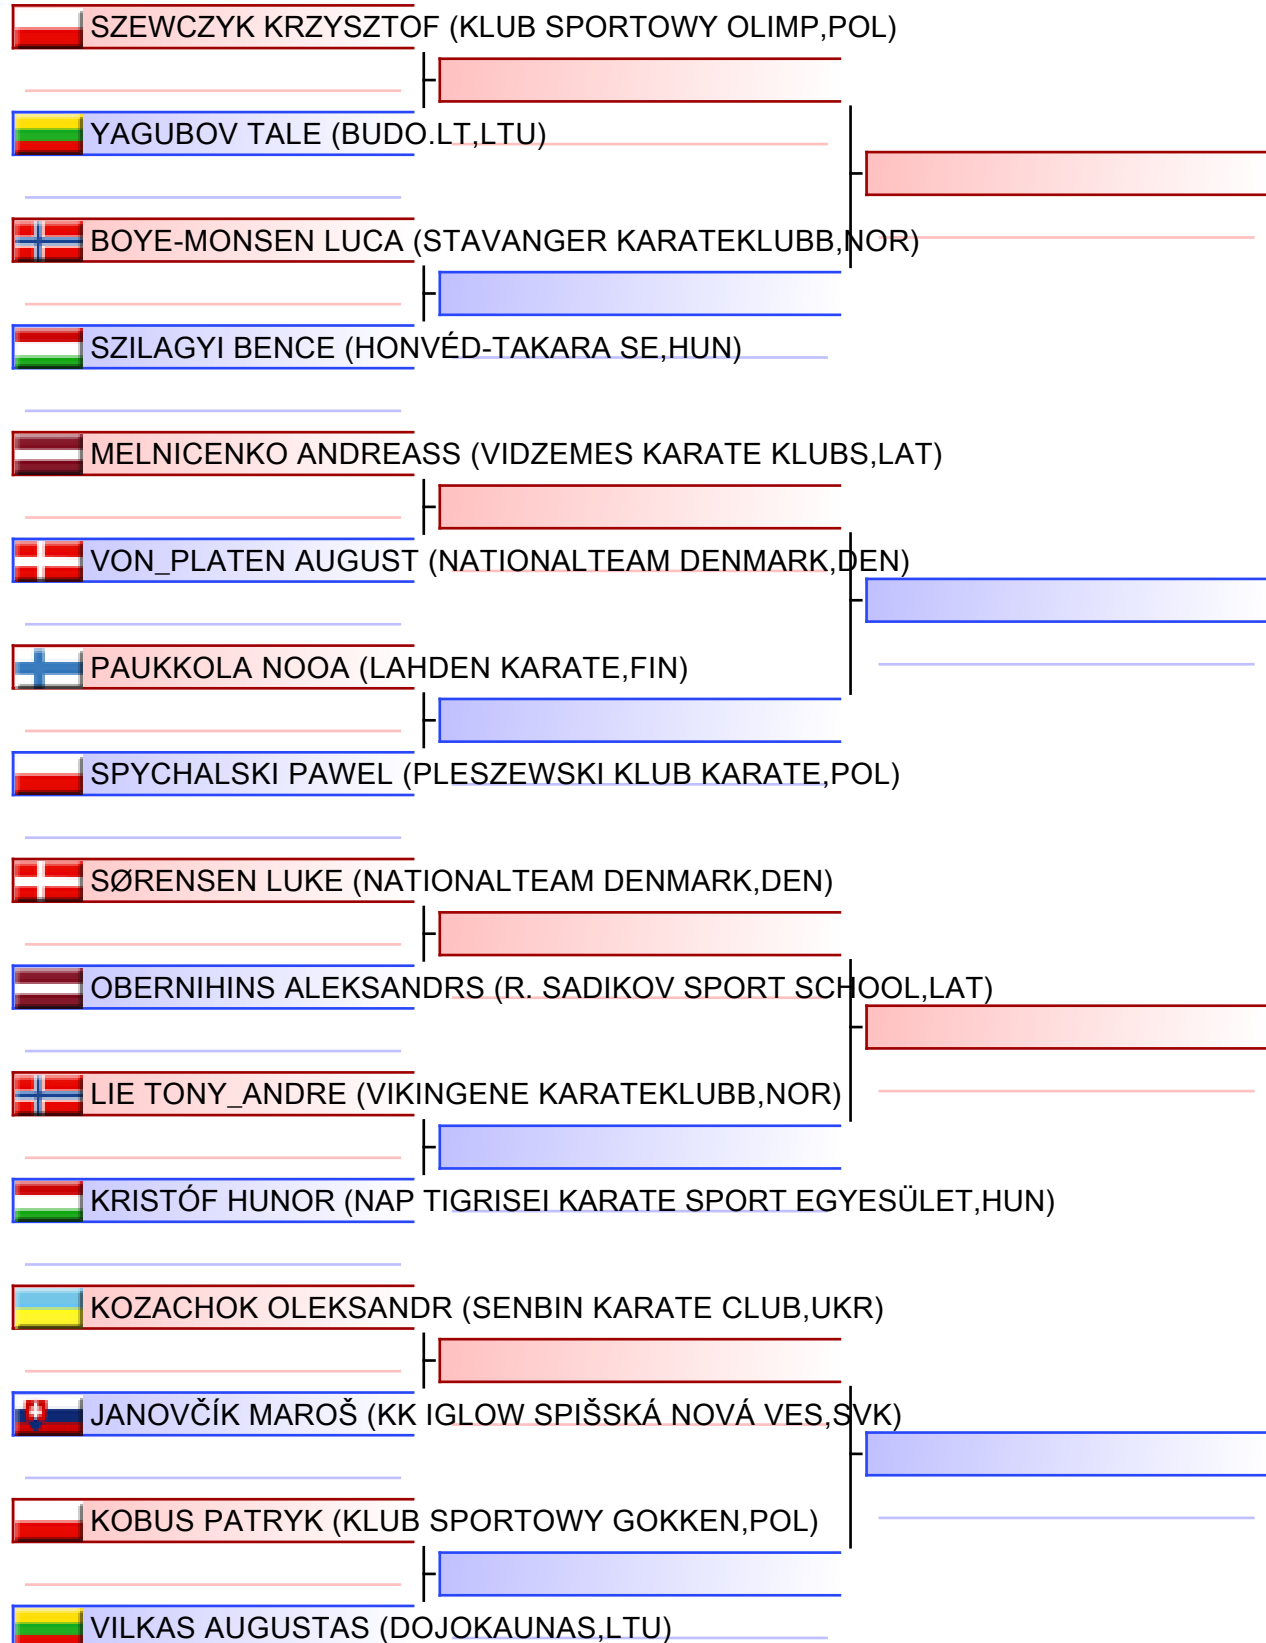 SZEWCZYK KRZYSZTOF (KLUB SPORTOWY OLIMP,POL)
YAGUBOV TALE (BUDO.LT,LTU)
BOYE-MONSEN LUCA (STAVANGER KARATEKLUBB,NOR)
SZILAGYI BENCE (HONVÉD-TAKARA SE,HUN)
MELNICENKO ANDREASS (VIDZEMES KARATE KLUBS,LAT)
VON_PLATEN AUGUST (NATIONALTEAM DENMARK,DEN)
PAUKKOLA NOOA (LAHDEN KARATE,FIN)
SPYCHALSKI PAWEL (PLESZEWSKI KLUB KARATE,POL)
SØRENSEN LUKE (NATIONALTEAM DENMARK,DEN)
OBERNIHINS ALEKSANDRS (R. SADIKOV SPORT SCHOOL,LAT)
LIE TONY_ANDRE (VIKINGENE KARATEKLUBB,NOR)
KRISTÓF HUNOR (NAP TIGRISEI KARATE SPORT EGYESÜLET,HUN)
KOZACHOK OLEKSANDR (SENBIN KARATE CLUB,UKR)
JANOVČÍK MAROŠ (KK IGLOW SPIŠSKÁ NOVÁ VES,SVK)
KOBUS PATRYK (KLUB SPORTOWY GOKKEN,POL)
VILKAS AUGUSTAS (DOJOKAUNAS,LTU)